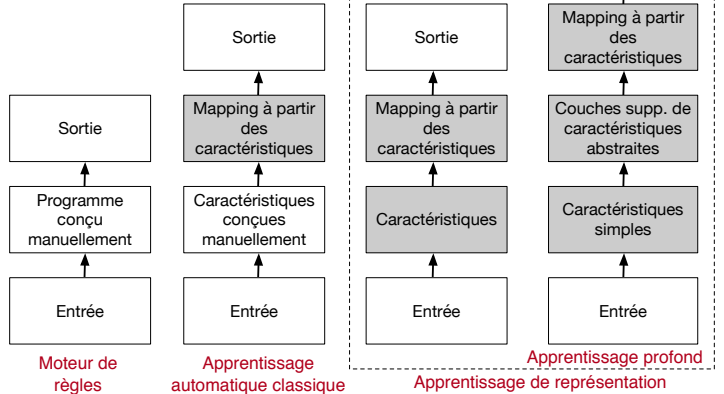 Sortie
Programme
conçu
manuellement
Entrée
Moteur de
règles
Sortie
Mapping à partir
des
caractéristiques
Caractéristiques
conçues
manuellement
Entrée
Apprentissage
automatique classique
Sortie
Mapping à partir
des
caractéristiques
Caractéristiques
Entrée
Mapping à partir
des
caractéristiques
Couches supp. de
caractéristiques
abstraites
Caractéristiques
simples
Entrée
Apprentissage profond
Apprentissage de représentation